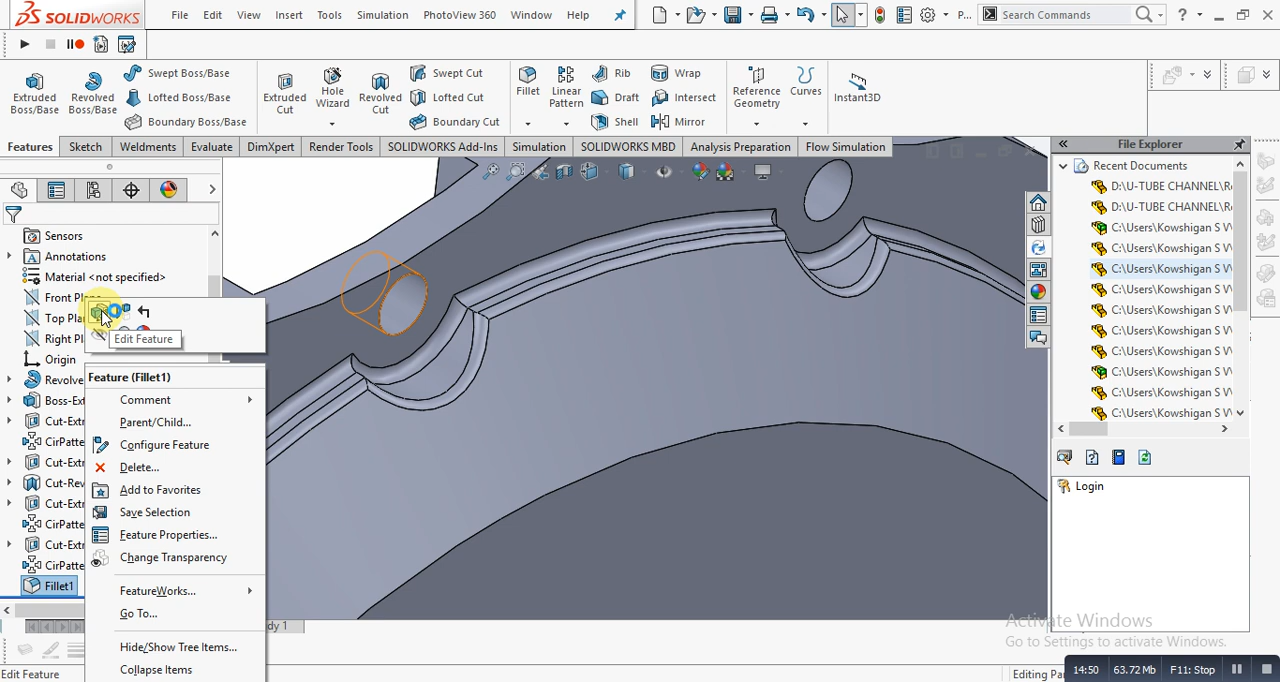 SOLIDWORKS
File Edit View Insert Tools Simulation PhotoView 360 Window Help
P...
Search Commands
Extruded Boss/Base
Revolved Boss/Base
Swept Boss/Base
Lofted Boss/Base
Boundary Boss/Base
Extruded Cut
Hole Wizard
Revolved Cut
Swept Cut
Lofted Cut
Boundary Cut
Fillet
Linear Pattern
Rib
Draft
Shell
Wrap
Intersect
Mirror
Reference Geometry
Curves
Instant3D
Features Sketch Weldments Evaluate DimXpert Render Tools SOLIDWORKS Add-Ins Simulation SOLIDWORKS MBD Analysis Preparation Flow Simulation
Sensors
Annotations
Material <not specified>
Front Plane
Top Pla
Right Pl
Origin
Revolve
Boss-Ext
Cut-Extr
CirPatte
Cut-Extr
Cut-Rev
Cut-Extr
CirPatte
Cut-Extr
CirPatte
Fillet1
Edit Feature
Feature (Fillet1)
Comment
Parent/Child...
Configure Feature
Delete...
Add to Favorites
Save Selection
Feature Properties...
Change Transparency
FeatureWorks...
Go To...
Hide/Show Tree Items...
Collapse Items
dy 1
Edit Feature
File Explorer
Recent Documents
D:\U-TUBE CHANNEL\R
D:\U-TUBE CHANNEL\R
C:\Users\Kowshigan S V
C:\Users\Kowshigan S V
C:\Users\Kowshigan S V
C:\Users\Kowshigan S V
C:\Users\Kowshigan S V
C:\Users\Kowshigan S V
C:\Users\Kowshigan S V
C:\Users\Kowshigan S V
C:\Users\Kowshigan S V
C:\Users\Kowshigan S V
Login
Activate Windows
Go to Settings to activate Windows.
Editing Pa
14:50 63.72 Mb F11: Stop